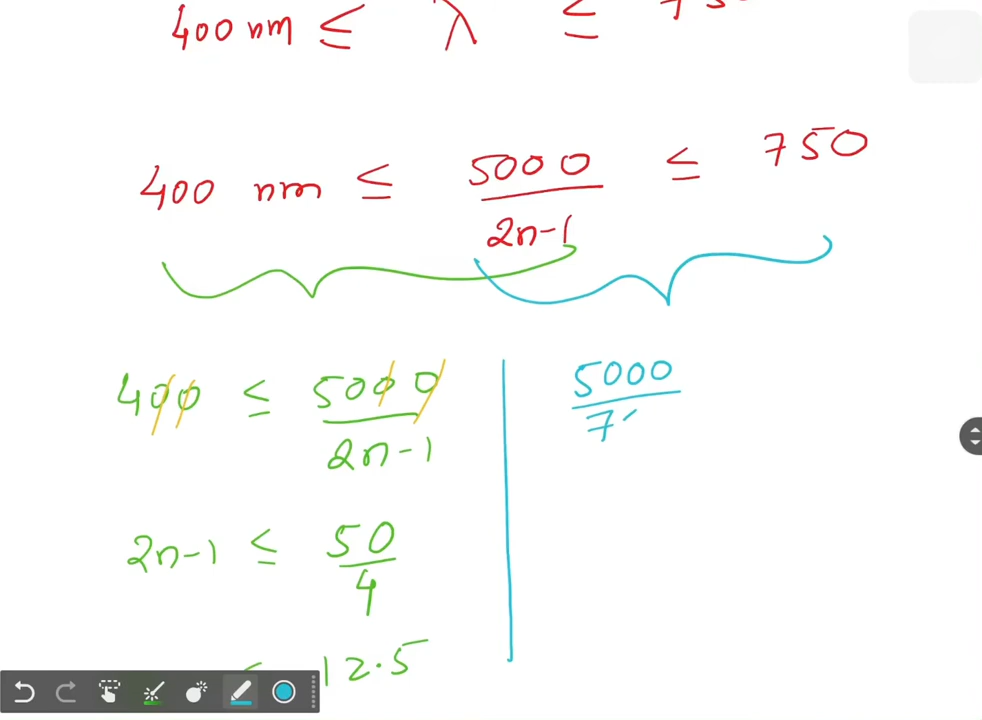 400 nm ≤ λ ≤
400 nm ≤ 5000/2n-1 ≤ 750
400 ≤ 5000/2n-1
2n-1 ≤ 50/4
≤ 12.5
5000/7